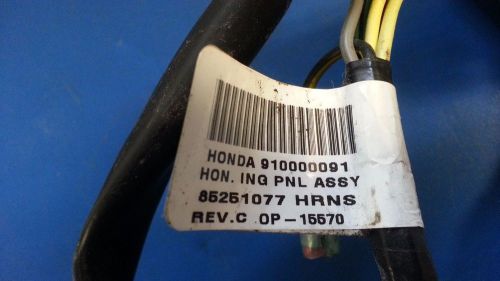 HONDA 910000091
HON. ING PNL ASSY
85251077 HRNS
REV.C OP-15570